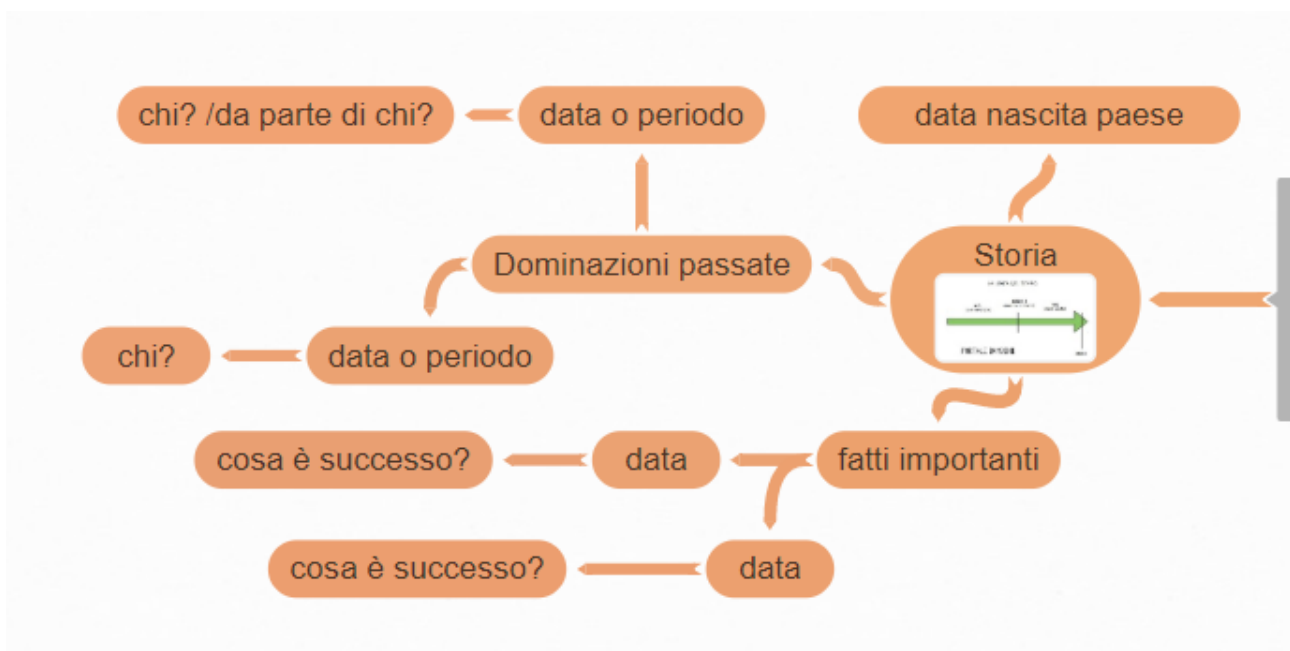 chi? /da parte di chi?
data o periodo
data nascita paese
Storia
Dominazioni passate
chi?
data o periodo
cosa è successo?
data
fatti importanti
cosa è successo?
data